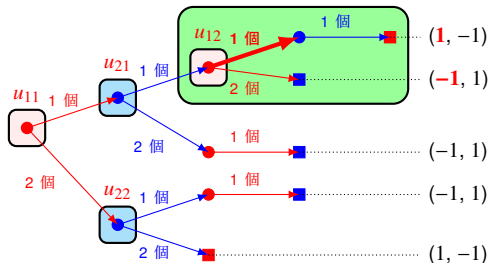 u₁₂
1 個
1 個
(1, −1)
u₂₁
1 個
2 個
(−1, 1)
u₁₁
1 個
2 個
1 個
(−1, 1)
2 個
u₂₂
1 個
1 個
(−1, 1)
2 個
(1, −1)